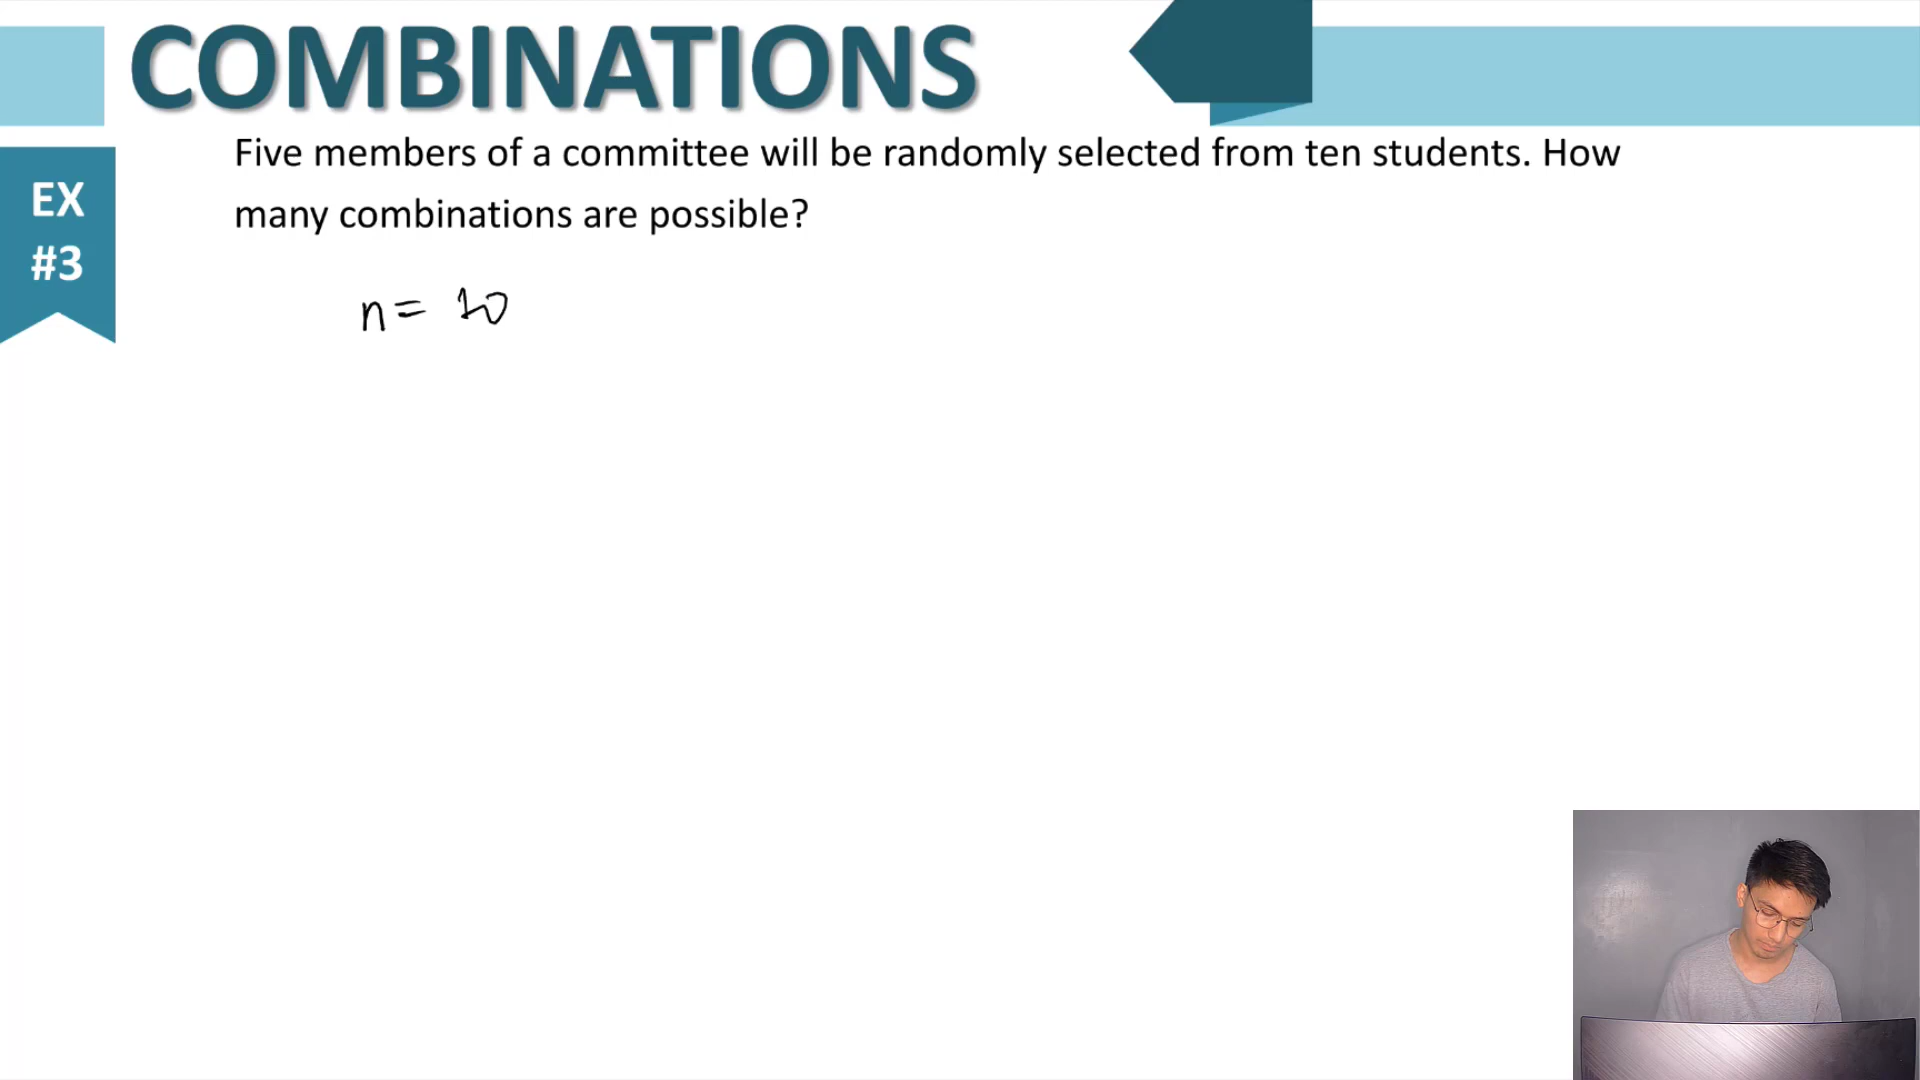 COMBINATIONS
EX
#3
Five members of a committee will be randomly selected from ten students. How
many combinations are possible?
n= 10